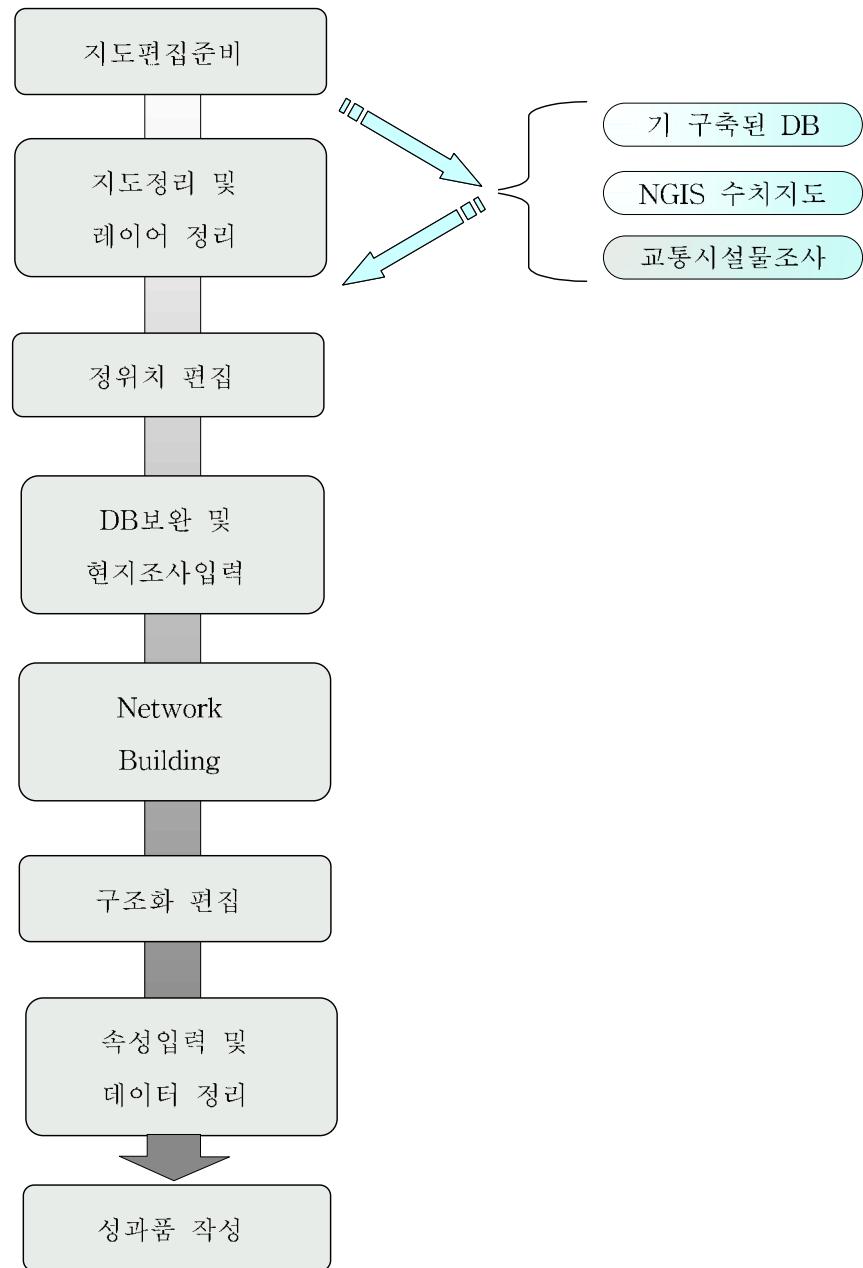 지도편집준비
기 구축된 DB
NGIS 수치지도
교통시설물조사
지도정리 및
레이어 정리
정위치 편집
DB보완 및
현지조사입력
Network
Building
구조화 편집
속성입력 및
데이터 정리
성과품 작성